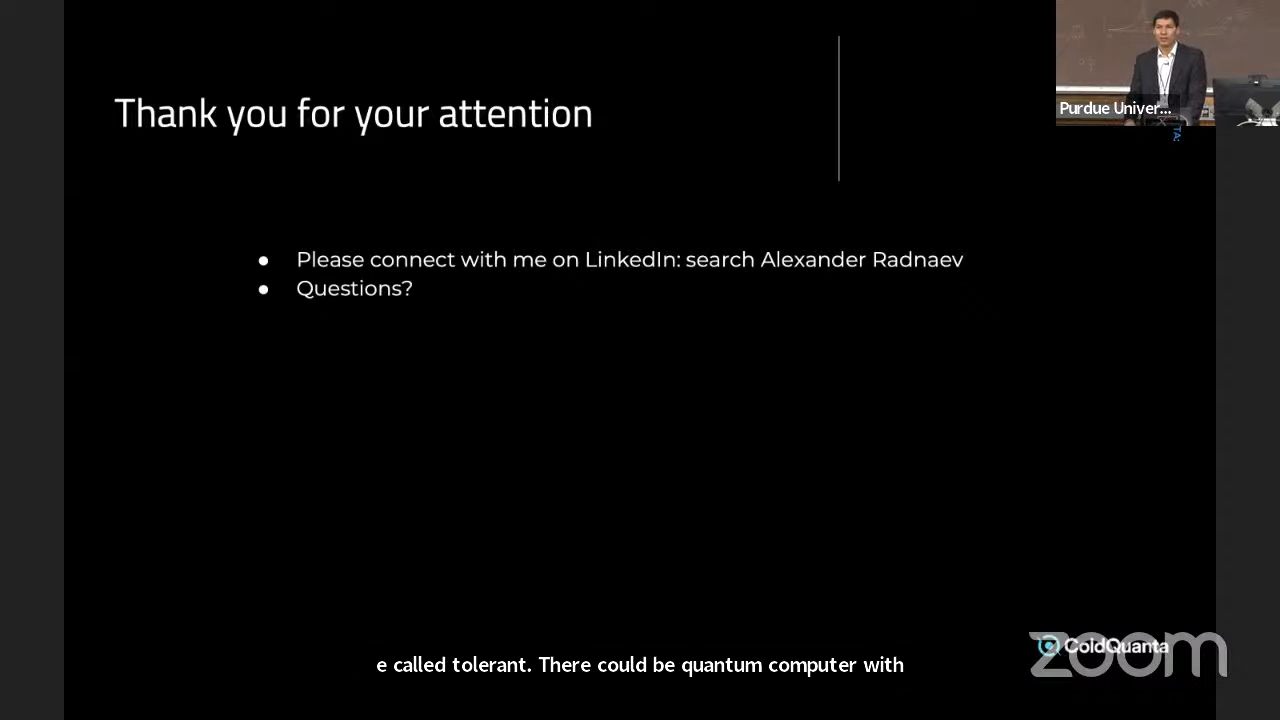 Thank you for your attention
Purdue Univer...
TA:
● Please connect with me on LinkedIn: search Alexander Radnaev
● Questions?
ColdQuanta
zoom
e called tolerant. There could be quantum computer with